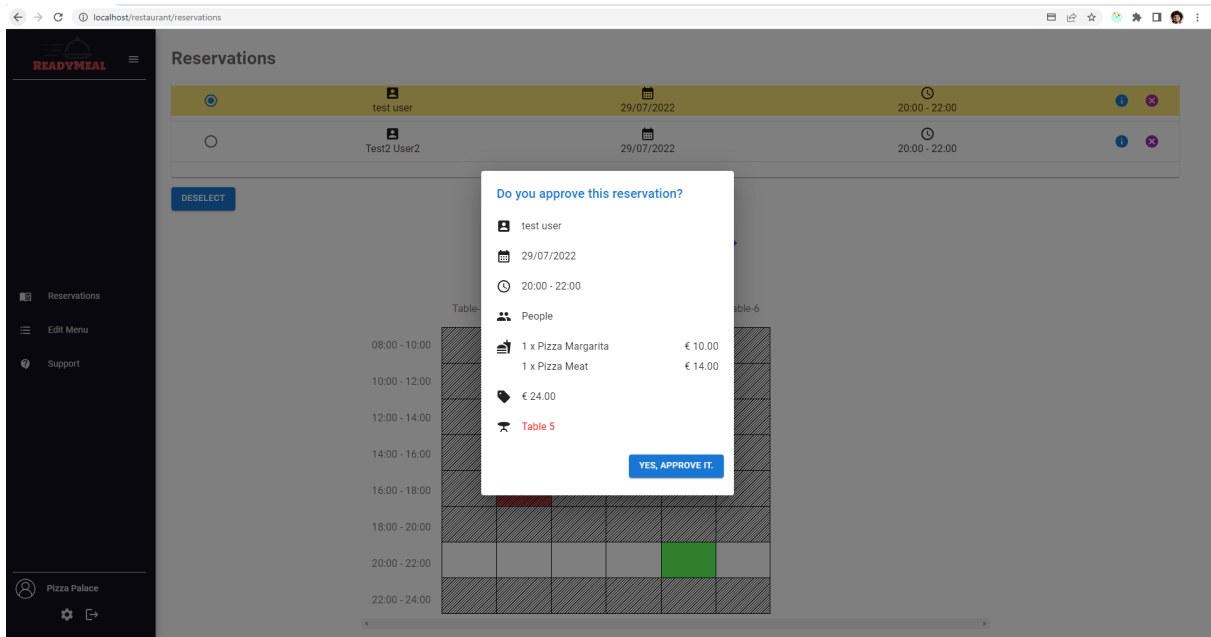 localhost/restaurant/reservations
READYMEAL
Reservations
test user
29/07/2022
20:00 - 22:00
Test2 User2
29/07/2022
20:00 - 22:00
DESELECT
Do you approve this reservation?
test user
29/07/2022
20:00 - 22:00
People
1 x Pizza Margarita € 10.00
1 x Pizza Meat € 14.00
€ 24.00
Table 5
YES, APPROVE IT.
Reservations
Edit Menu
Support
08:00 - 10:00
10:00 - 12:00
12:00 - 14:00
14:00 - 16:00
16:00 - 18:00
18:00 - 20:00
20:00 - 22:00
22:00 - 24:00
Pizza Palace